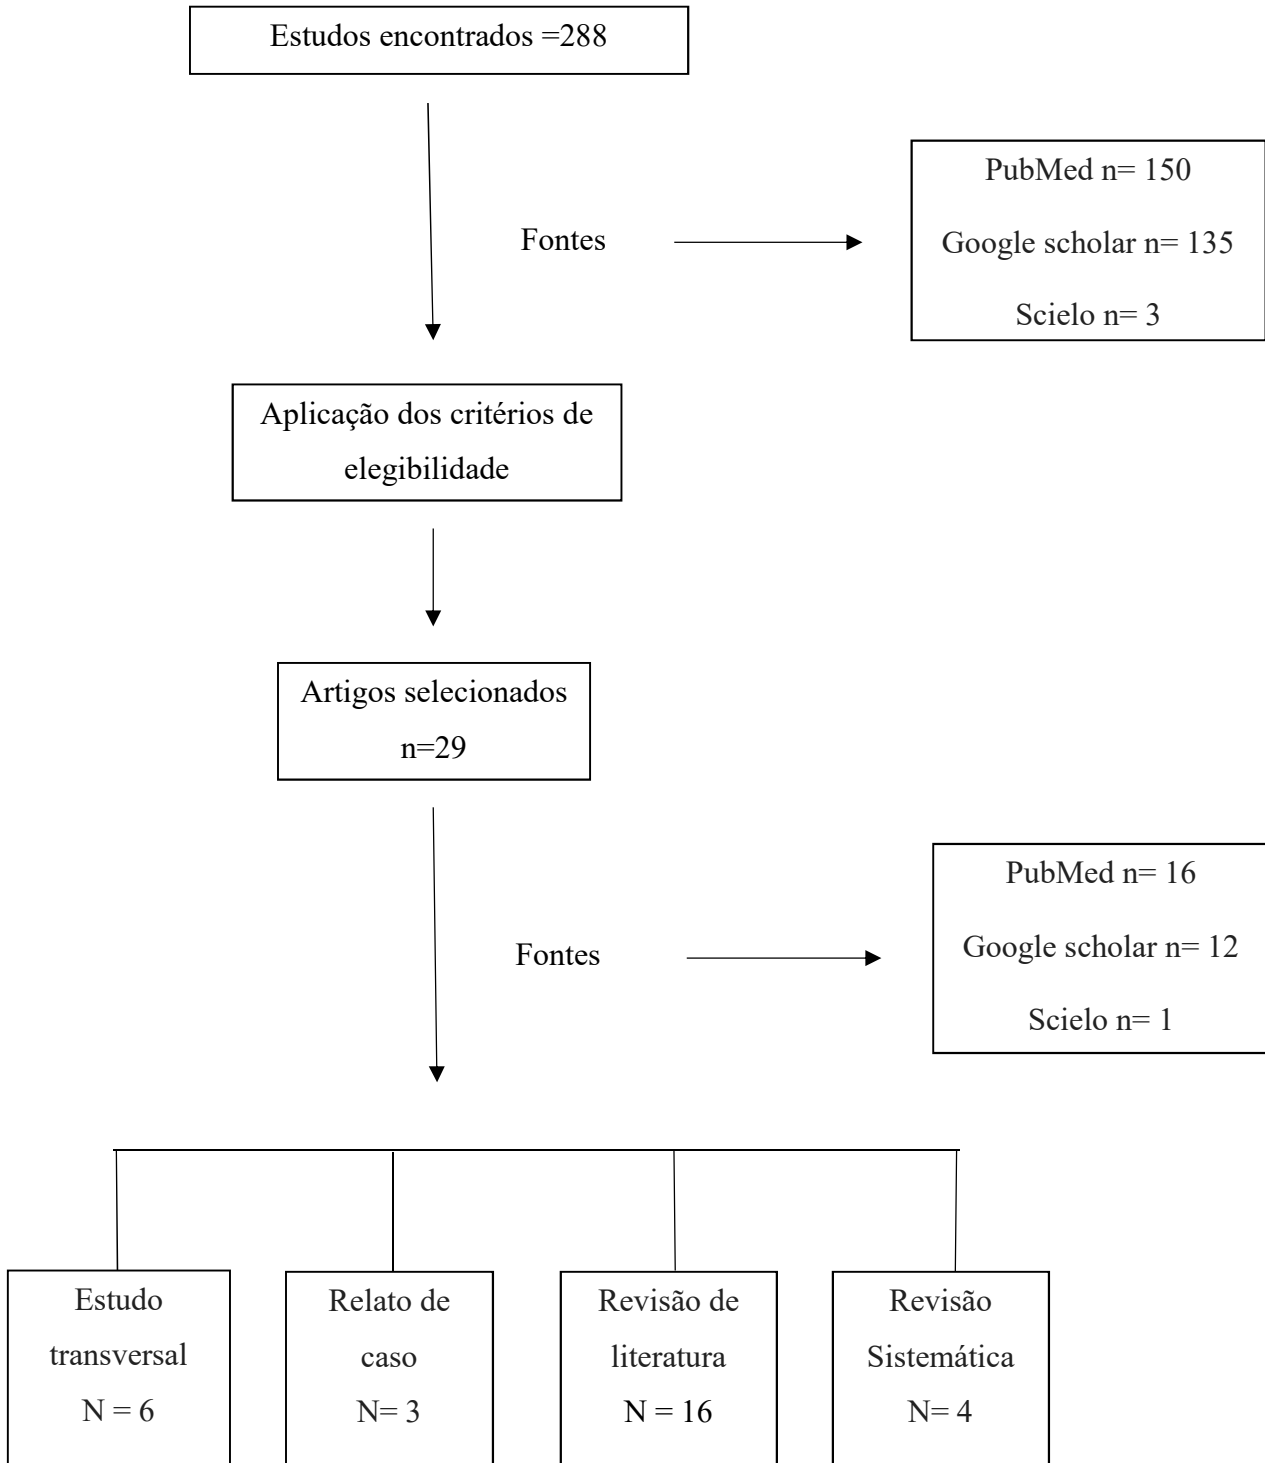 Estudos encontrados =288
PubMed n= 150
Fontes
Google scholar n= 135
Scielo n= 3
Aplicação dos critérios de
elegibilidade
Artigos selecionados
n=29
PubMed n= 16
Fontes
Google scholar n= 12
Scielo n= 1
Estudo
transversal
N = 6
Relato de
caso
N= 3
Revisão de
literatura
N = 16
Revisão
Sistemática
N= 4